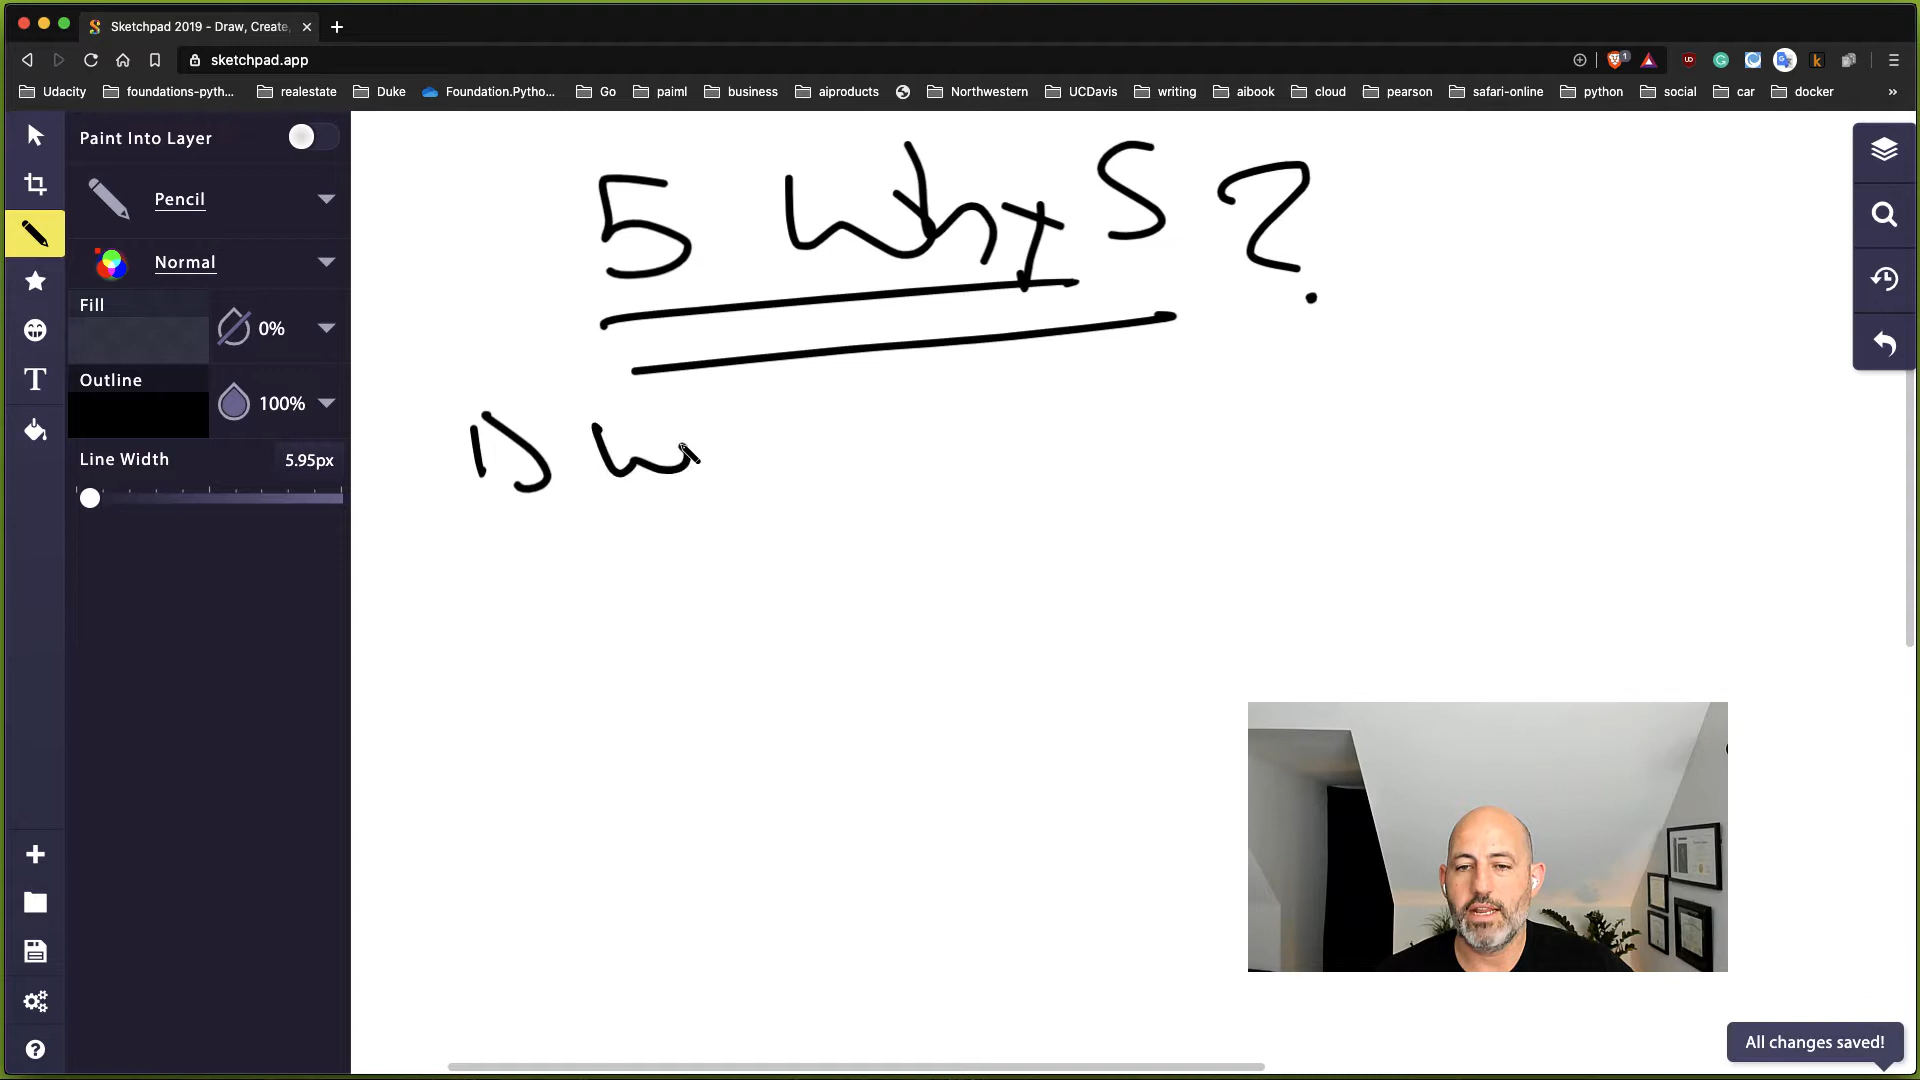 Sketchpad 2019 - Draw, Create,
sketchpad.app
1
Udacity foundations-pyth... realestate Duke Foundation.Pytho... Go paiml business aiproducts Northwestern UCDavis writing aibook cloud pearson safari-online python social car docker »
Paint Into Layer
Pencil
Normal
Fill
0%
Outline
100%
Line Width 5.95px
5 Whys?
1) W
All changes saved!